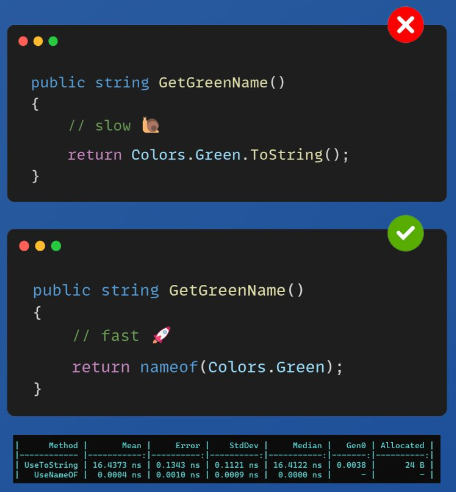 public string GetGreenName()
{
// slow 🐌
return Colors.Green.ToString();
}
public string GetGreenName()
{
// fast 🚀
return nameof(Colors.Green);
}
| Method | Mean | Error | StdDev | Median | Gen0 | Allocated |
|------------ |-----------:|----------:|----------:|-----------:|-------:|----------:|
| UseToString | 16.4373 ns | 0.1343 ns | 0.1121 ns | 16.4122 ns | 0.0038 | 24 B |
| UseNameOF | 0.0004 ns | 0.0010 ns | 0.0009 ns | 0.0000 ns | - | - |